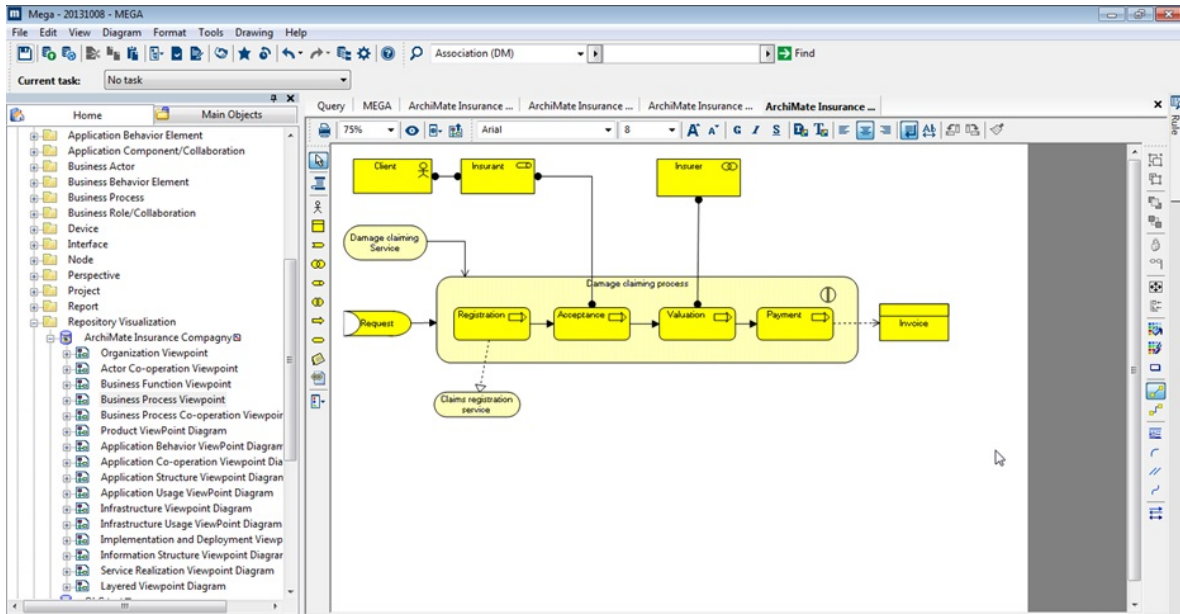 Mega - 20131008 - MEGA
File Edit View Diagram Format Tools Drawing Help
Association (DM)
Find
Current task: No task
Home Main Objects
Application Behavior Element
Application Component/Collaboration
Business Actor
Business Behavior Element
Business Process
Business Role/Collaboration
Device
Interface
Node
Perspective
Project
Report
Repository Visualization
ArchiMate Insurance Compagny
Organization Viewpoint
Actor Co-operation Viewpoint
Business Function Viewpoint
Business Process Viewpoint
Business Process Co-operation Viewpoir
Product ViewPoint Diagram
Application Behavior ViewPoint Diagram
Application Co-operation Viewpoint Dia
Application Structure Viewpoint Diagran
Application Usage ViewPoint Diagram
Infrastructure Viewpoint Diagram
Infrastructure Usage ViewPoint Diagram
Implementation and Deployment Viewp
Information Structure Viewpoint Diagrar
Service Realization Viewpoint Diagram
Layered Viewpoint Diagram
Query MEGA ArchiMate Insurance ... ArchiMate Insurance ... ArchiMate Insurance ... ArchiMate Insurance ...
Rule
75% Arial 8 G I S
Client Insurant Insurer
Damage claiming
Service
Damage claiming process
Request Registration Acceptance Valuation Payment Invoice
Claims registration
service